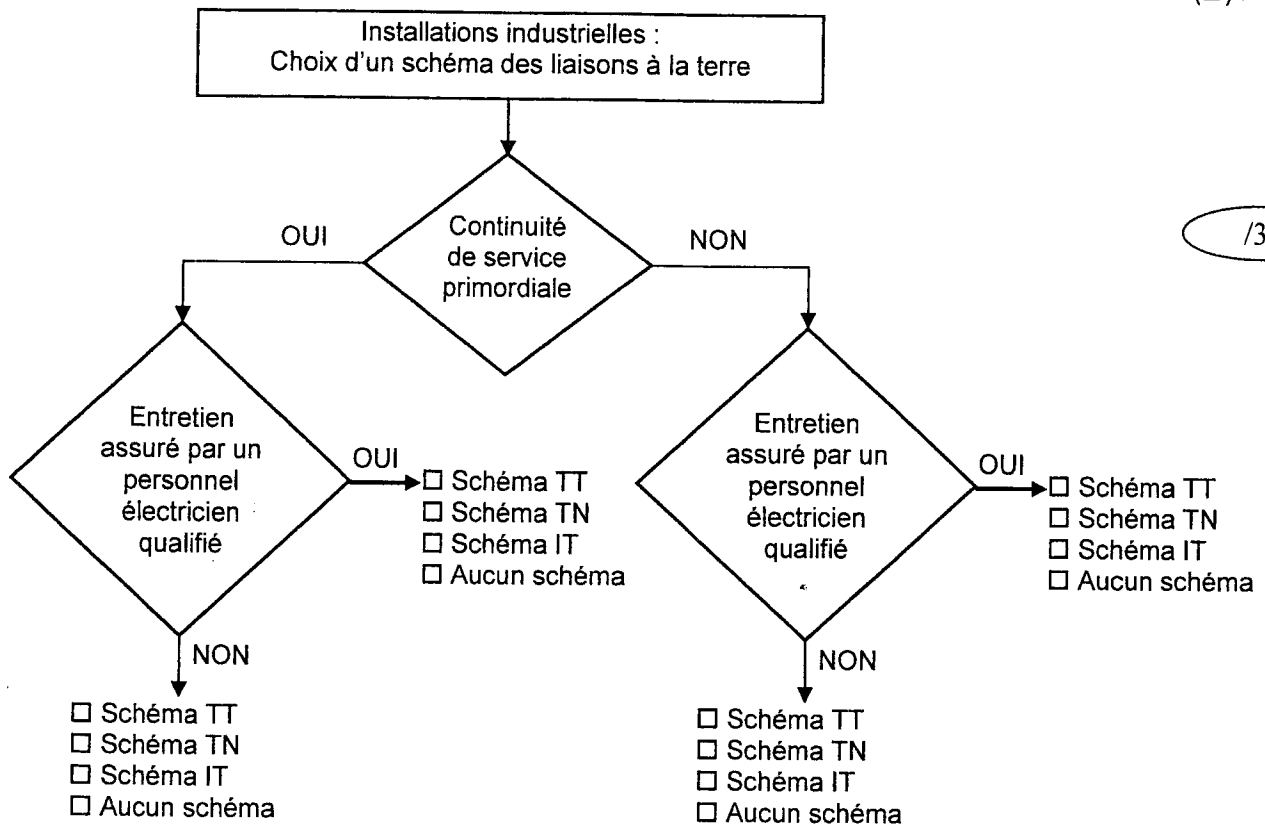 Installations industrielles :
Choix d'un schéma des liaisons à la terre
Continuité
de service
primordiale
OUI
NON
/3
Entretien
assuré par un
personnel
électricien
qualifié
OUI
☐ Schéma TT
☐ Schéma TN
☐ Schéma IT
☐ Aucun schéma
NON
☐ Schéma TT
☐ Schéma TN
☐ Schéma IT
☐ Aucun schéma
Entretien
assuré par un
personnel
électricien
qualifié
OUI
☐ Schéma TT
☐ Schéma TN
☐ Schéma IT
☐ Aucun schéma
NON
☐ Schéma TT
☐ Schéma TN
☐ Schéma IT
☐ Aucun schéma